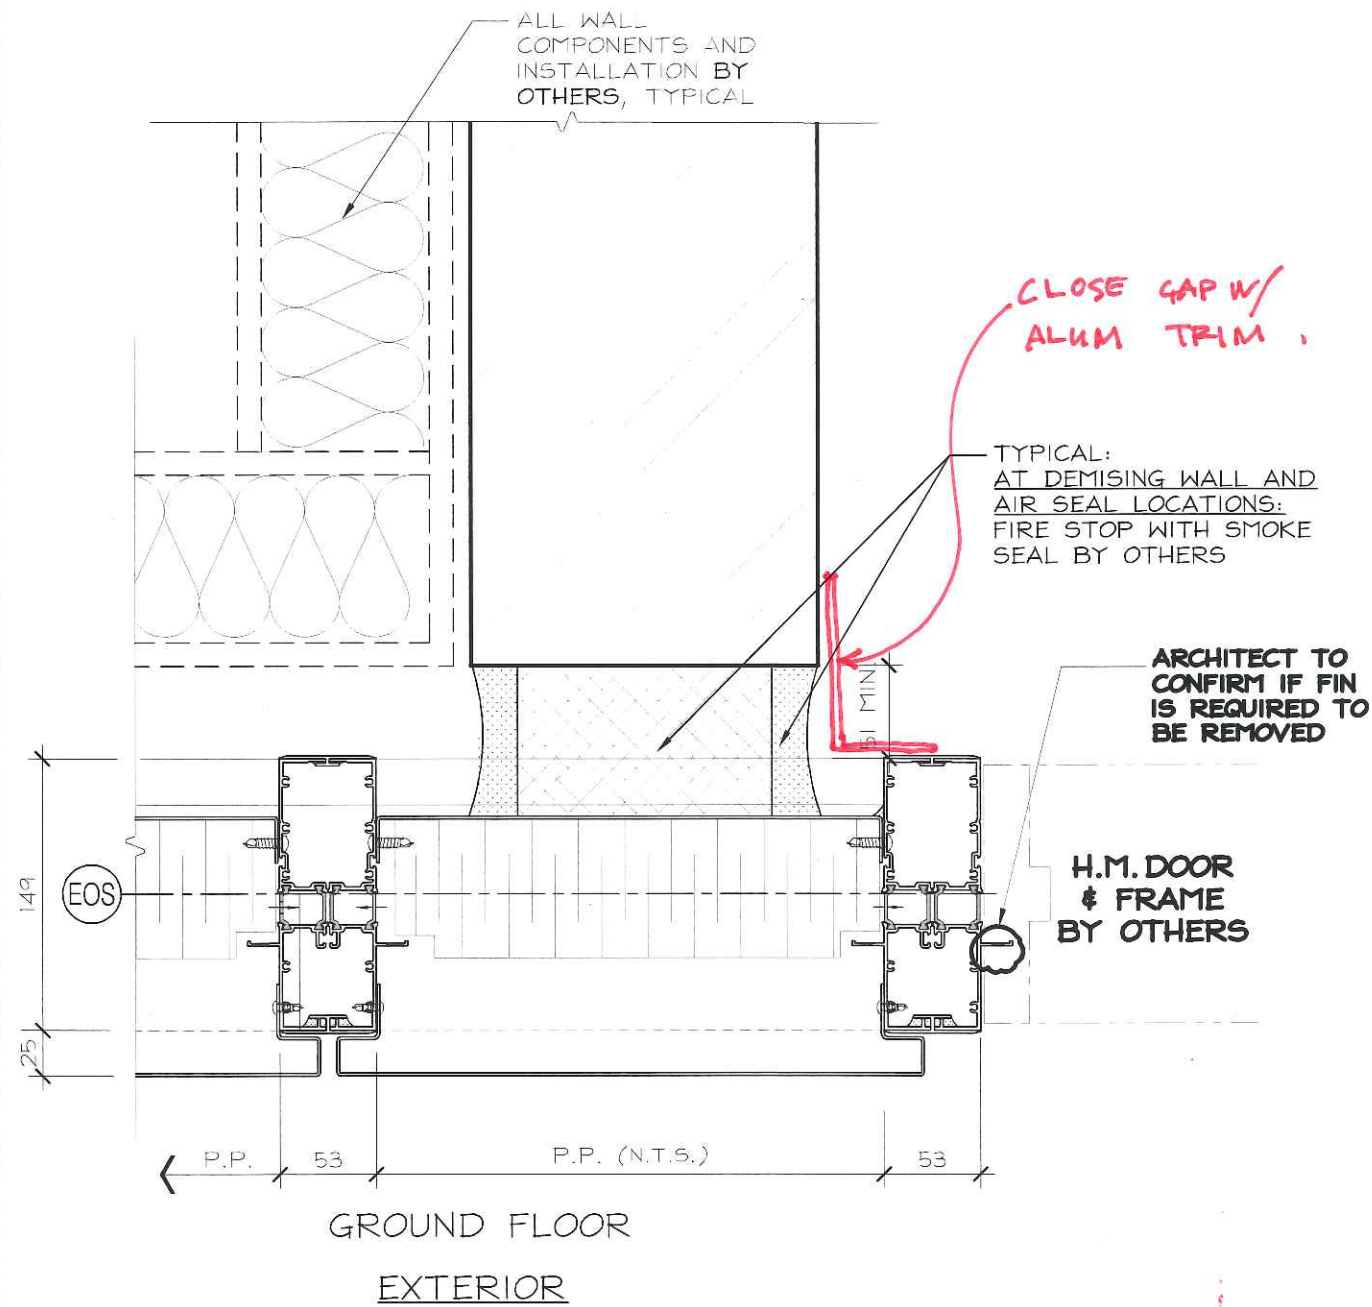 ALL WALL
COMPONENTS AND
INSTALLATION BY
OTHERS, TYPICAL
CLOSE GAP W/
ALUM TRIM.
TYPICAL:
AT DEMISING WALL AND
AIR SEAL LOCATIONS:
FIRE STOP WITH SMOKE
SEAL BY OTHERS
ARCHITECT TO
CONFIRM IF FIN
IS REQUIRED TO
BE REMOVED
MIN.
H.M. DOOR
& FRAME
BY OTHERS
EOS
149
25
P.P.
53
P.P. (N.T.S.)
53
GROUND FLOOR
EXTERIOR